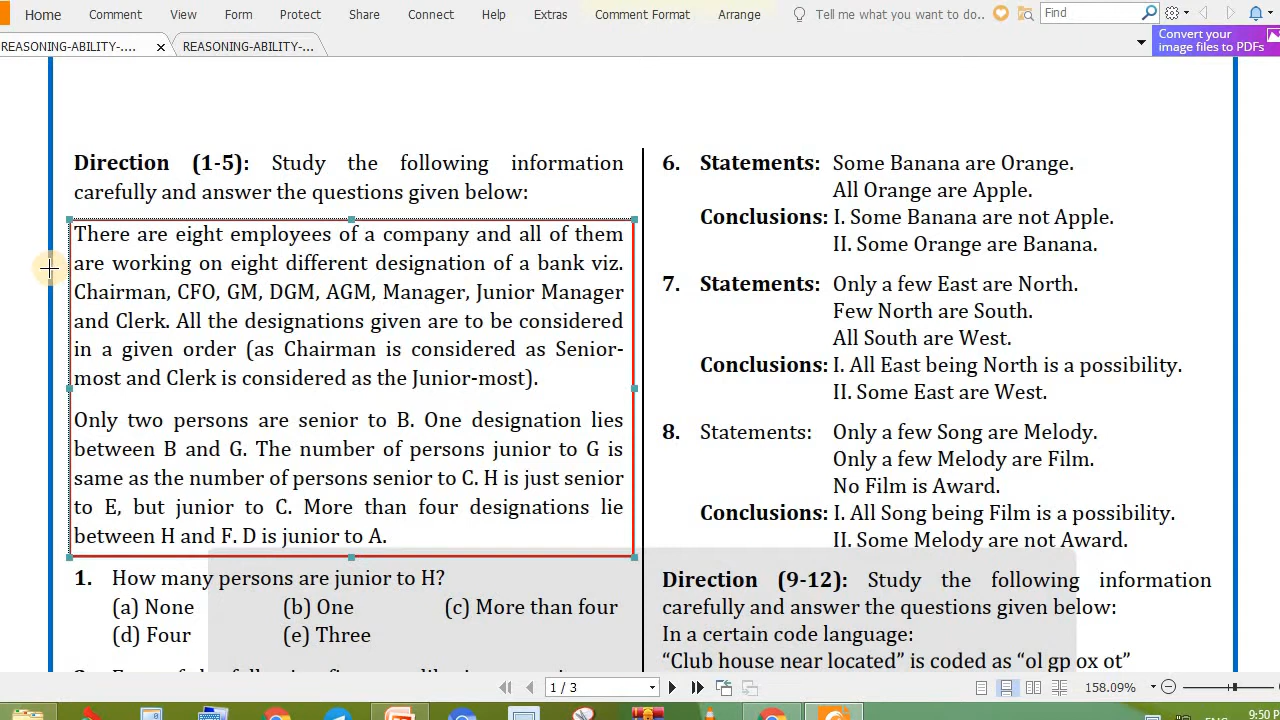 Home Comment View Form Protect Share Connect Help Extras Comment Format Arrange Tell me what you want to do.. Find
REASONING-ABILITY-.... REASONING-ABILITY-... Convert your
image files to PDFs
Direction (1-5): Study the following information
carefully and answer the questions given below:
There are eight employees of a company and all of them
are working on eight different designation of a bank viz.
Chairman, CFO, GM, DGM, AGM, Manager, Junior Manager
and Clerk. All the designations given are to be considered
in a given order (as Chairman is considered as Senior-
most and Clerk is considered as the Junior-most).
Only two persons are senior to B. One designation lies
between B and G. The number of persons junior to G is
same as the number of persons senior to C. H is just senior
to E, but junior to C. More than four designations lie
between H and F. D is junior to A.
1. How many persons are junior to H?
(a) None (b) One (c) More than four
(d) Four (e) Three
6. Statements: Some Banana are Orange.
All Orange are Apple.
Conclusions: I. Some Banana are not Apple.
II. Some Orange are Banana.
7. Statements: Only a few East are North.
Few North are South.
All South are West.
Conclusions: I. All East being North is a possibility.
II. Some East are West.
8. Statements: Only a few Song are Melody.
Only a few Melody are Film.
No Film is Award.
Conclusions: I. All Song being Film is a possibility.
II. Some Melody are not Award.
Direction (9-12): Study the following information
carefully and answer the questions given below:
In a certain code language:
"Club house near located" is coded as "ol gp ox ot"
1 / 3 158.09%
9:50 P